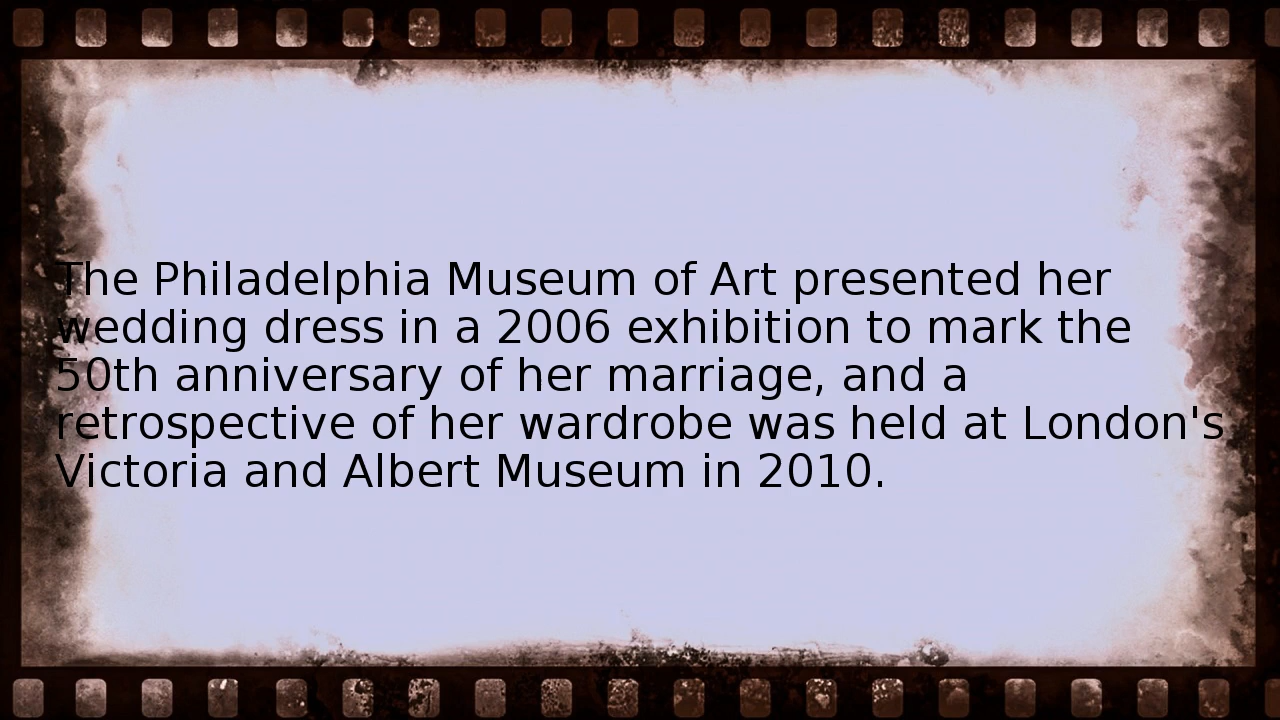 The Philadelphia Museum of Art presented her
wedding dress in a 2006 exhibition to mark the
50th anniversary of her marriage, and a
retrospective of her wardrobe was held at London's
Victoria and Albert Museum in 2010.